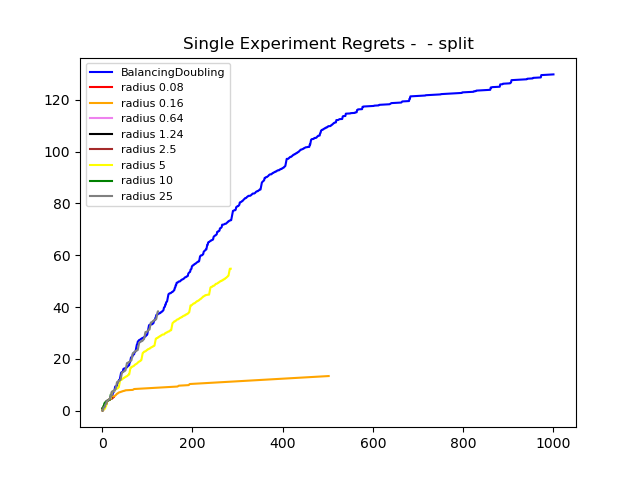 Single Experiment Regrets -  - split
BalancingDoubling
radius 0.08
radius 0.16
radius 0.64
radius 1.24
radius 2.5
radius 5
radius 10
radius 25
120
100
80
60
40
20
0
0 200 400 600 800 1000